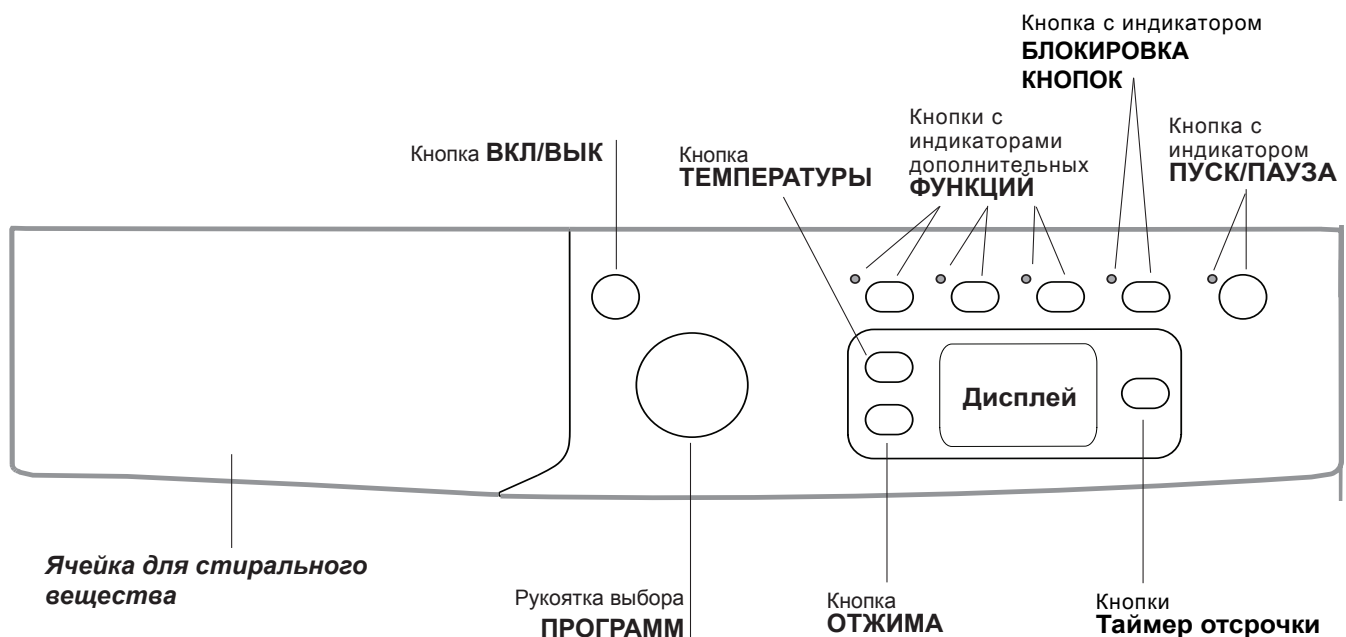 Кнопка с индикатором
БЛОКИРОВКА
КНОПОК
Кнопка ВКЛ/ВЫК
Кнопка
ТЕМПЕРАТУРЫ
Кнопки с
индикаторами
дополнительных
ФУНКЦИЙ
Кнопка с
индикатором
ПУСК/ПАУЗА
Дисплей
Ячейка для стирального
вещества
Рукоятка выбора
ПРОГРАММ
Кнопка
ОТЖИМА
Кнопки
Таймер отсрочки